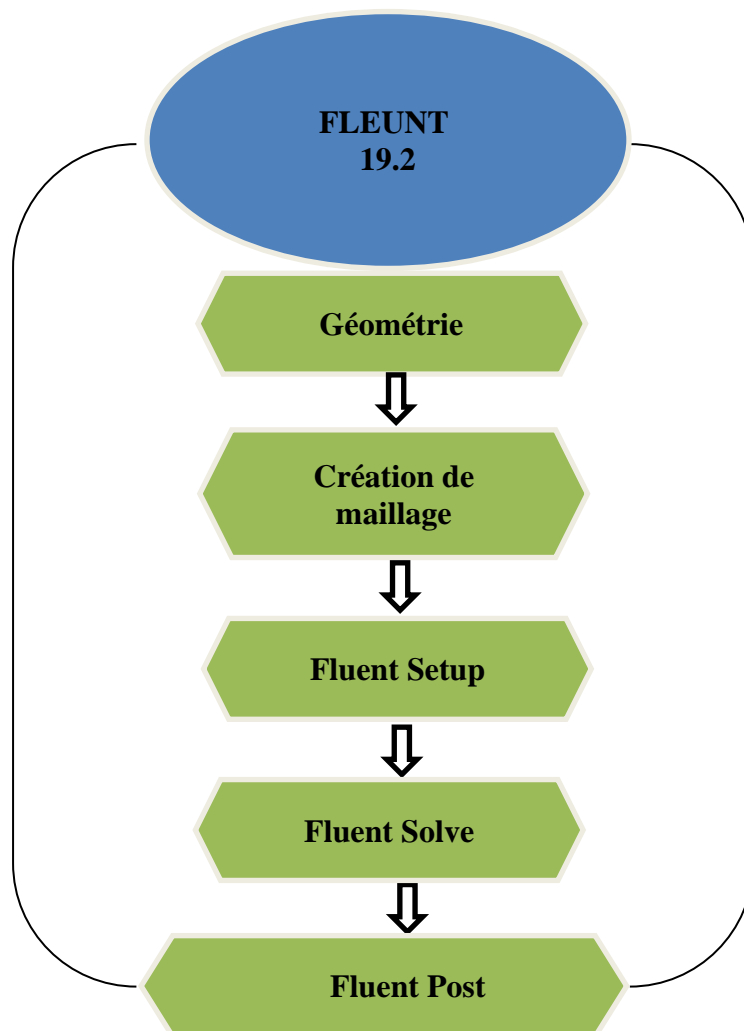 FLEUNT
19.2
Géométrie
Création de
maillage
Fluent Setup
Fluent Solve
Fluent Post